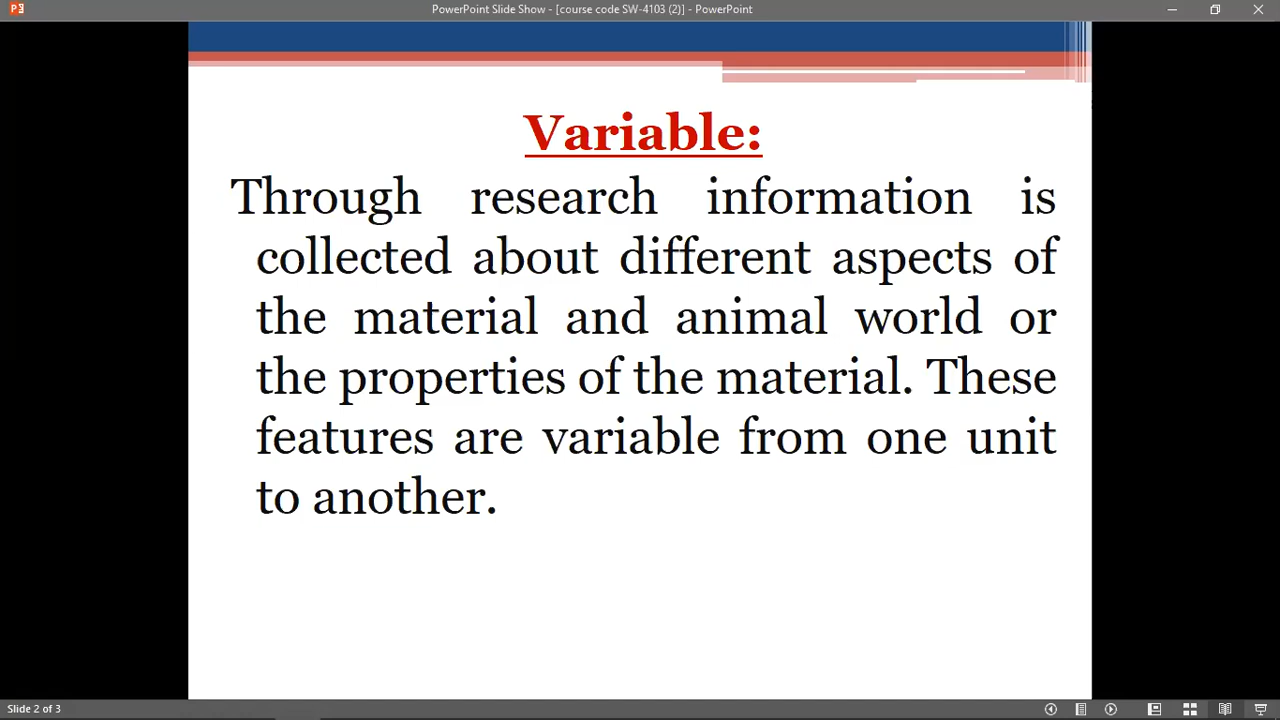 PowerPoint Slide Show - [course code SW-4103 (2)] - PowerPoint
Variable:
Through research information is
collected about different aspects of
the material and animal world or
the properties of the material. These
features are variable from one unit
to another.
Slide 2 of 3